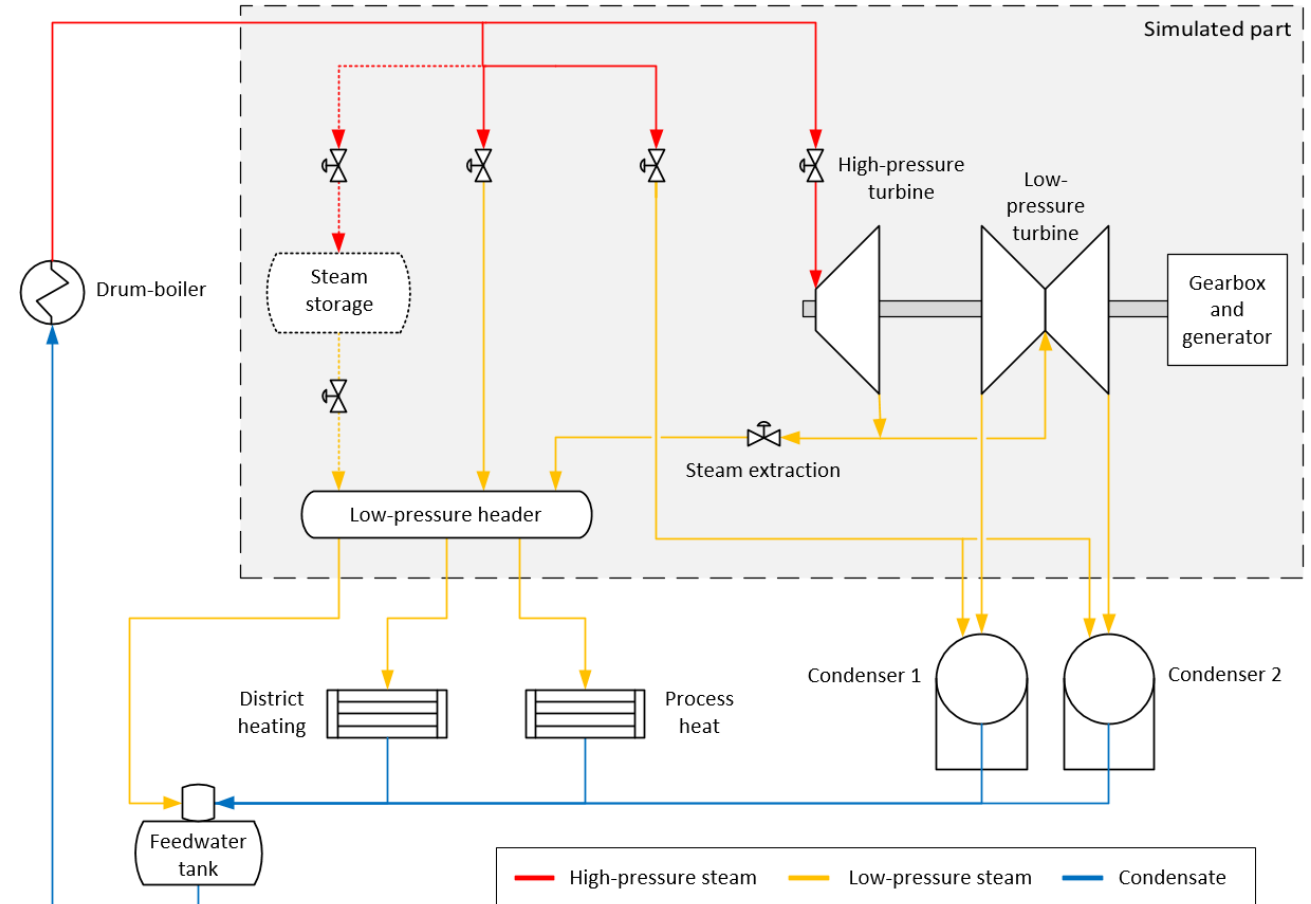 Simulated part
High-pressure
turbine
Low-
pressure
turbine
Steam
storage
Drum-boiler
Gearbox
and
generator
Steam extraction
Low-pressure header
District
heating
Process
heat
Condenser 1
Condenser 2
Feedwater
tank
High-pressure steam
Low-pressure steam
Condensate